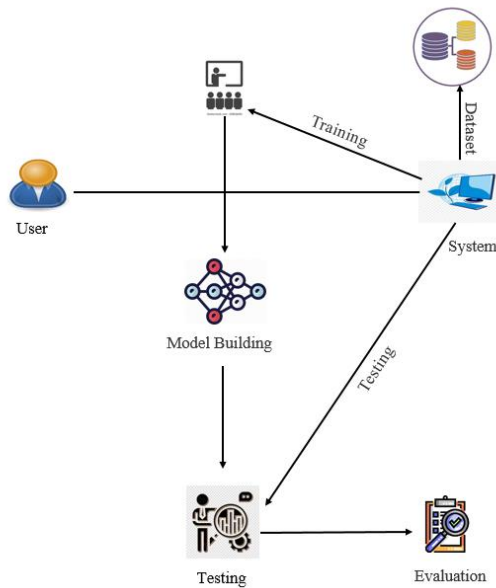 Training
Dataset
User
System
Model Building
Testing
Testing
Evaluation